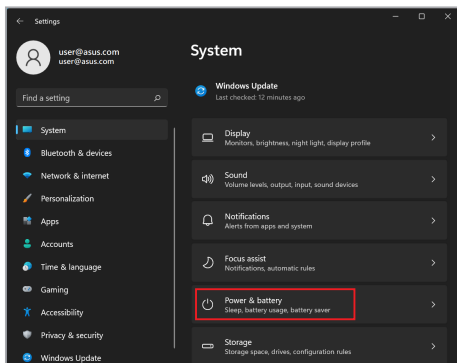 Settings
user@asus.com
user@asus.com
Find a setting
System
Bluetooth & devices
Network & internet
Personalization
Apps
Accounts
Time & language
Gaming
Accessibility
Privacy & security
Windows Update
System
Windows Update
Last checked: 12 minutes ago
Display
Monitors, brightness, night light, display profile
Sound
Volume levels, output, input, sound devices
Notifications
Alerts from apps and system
Focus assist
Notifications, automatic rules
Power & battery
Sleep, battery usage, battery saver
Storage
Storage space, drives, configuration rules